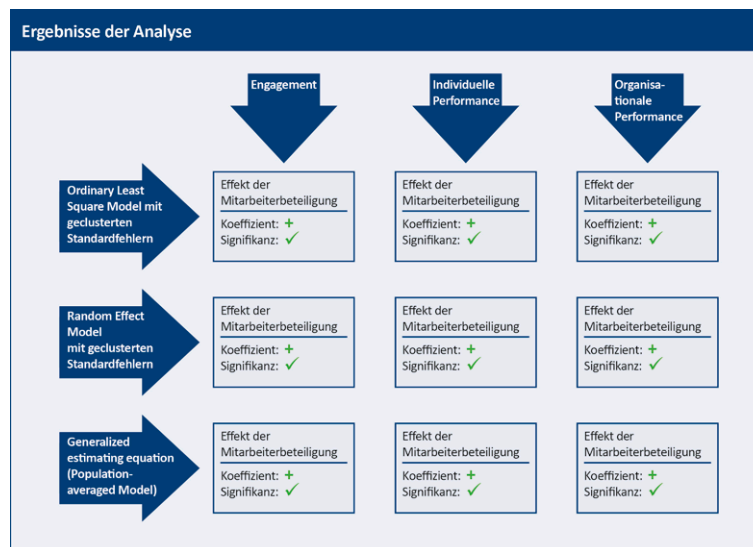 Ergebnisse der Analyse
Engagement
Individuelle
Performance
Organisa-
tionale
Performance
Ordinary Least
Square Model mit
geclusterten
Standardfehlern
Effekt der
Mitarbeiterbeteiligung
Koeffizient: +
Signifikanz: ✓
Effekt der
Mitarbeiterbeteiligung
Koeffizient: +
Signifikanz: ✓
Effekt der
Mitarbeiterbeteiligung
Koeffizient: +
Signifikanz: ✓
Random Effect
Model
mit geclusterten
Standardfehlern
Effekt der
Mitarbeiterbeteiligung
Koeffizient: +
Signifikanz: ✓
Effekt der
Mitarbeiterbeteiligung
Koeffizient: +
Signifikanz: ✓
Effekt der
Mitarbeiterbeteiligung
Koeffizient: +
Signifikanz: ✓
Generalized
estimating equation
(Population-
averaged Model)
Effekt der
Mitarbeiterbeteiligung
Koeffizient: +
Signifikanz: ✓
Effekt der
Mitarbeiterbeteiligung
Koeffizient: +
Signifikanz: ✓
Effekt der
Mitarbeiterbeteiligung
Koeffizient: +
Signifikanz: ✓